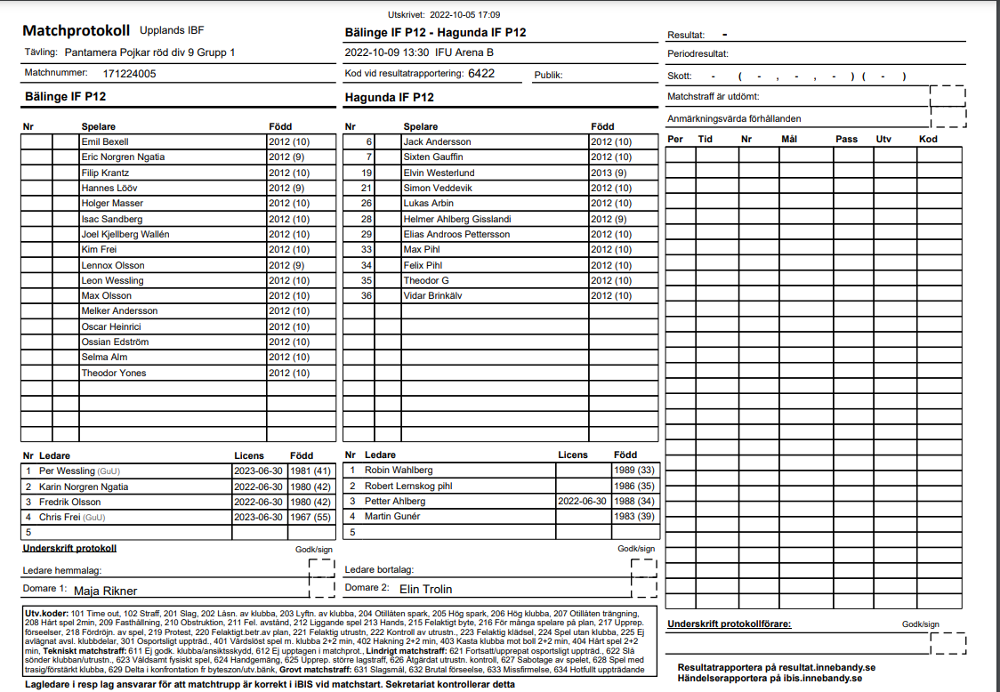 Utskrivet: 2022-10-05 17:09
Matchprotokoll Upplands IBF
Bälinge IF P12 - Hagunda IF P12
Resultat: -
Tävling: Pantamera Pojkar röd div 9 Grupp 1
2022-10-09 13:30 IFU Arena B
Periodresultat:
Matchnummer: 171224005
Kod vid resultatrapportering: 6422 Publik:
Skott: - ( - , - , - ) ( - )
Bälinge IF P12
Hagunda IF P12
Matchstraff är utdömt:
Anmärkningsvärda förhållanden
Nr Spelare Född
Emil Bexell 2012 (10)
Eric Norgren Ngatia 2012 (9)
Filip Krantz 2012 (10)
Hannes Lööv 2012 (9)
Holger Masser 2012 (10)
Isac Sandberg 2012 (10)
Joel Kjellberg Wallén 2012 (10)
Kim Frei 2012 (10)
Lennox Olsson 2012 (9)
Leon Wessling 2012 (10)
Max Olsson 2012 (10)
Melker Andersson 2012 (10)
Oscar Heinrici 2012 (10)
Ossian Edström 2012 (10)
Selma Alm 2012 (10)
Theodor Yones 2012 (10)
Nr Spelare Född
6 Jack Andersson 2012 (10)
7 Sixten Gauffin 2012 (10)
19 Elvin Westerlund 2013 (9)
21 Simon Veddevik 2012 (10)
26 Lukas Arbin 2012 (10)
28 Helmer Ahlberg Gisslandi 2012 (9)
29 Elias Androos Pettersson 2012 (10)
33 Max Pihl 2012 (10)
34 Felix Pihl 2012 (10)
35 Theodor G 2012 (10)
36 Vidar Brinkälv 2012 (10)
Per Tid Nr Mål Pass Utv Kod
Nr Ledare Licens Född
1 Per Wessling (GuU) 2023-06-30 1981 (41)
2 Karin Norgren Ngatia 2022-06-30 1980 (42)
3 Fredrik Olsson 2022-06-30 1980 (42)
4 Chris Frei (GuU) 2023-06-30 1967 (55)
5
Nr Ledare Licens Född
1 Robin Wahlberg 1989 (33)
2 Robert Lernskog pihl 1986 (35)
3 Petter Ahlberg 2022-06-30 1988 (34)
4 Martin Gunér 1983 (39)
5
Underskrift protokoll Godk/sign
Godk/sign
Ledare hemmalag:
Ledare bortalag:
Domare 1: Maja Rikner
Domare 2: Elin Trolin
Utv.koder: 101 Time out, 102 Straff, 201 Slag, 202 Låsn. av klubba, 203 Lyftn. av klubba, 204 Otillåten spark, 205 Hög spark, 206 Hög klubba, 207 Otillåten trängning,
208 Hårt spel 2min, 209 Fasthållning, 210 Obstruktion, 211 Fel. avstånd, 212 Liggande spel 213 Hands, 215 Felaktigt byte, 216 För många spelare på plan, 217 Upprep.
förseelser, 218 Fördröjn. av spel, 219 Protest, 220 Felaktigt.betr.av plan, 221 Felaktig utrustn, 222 Kontroll av utrustn., 223 Felaktig klädsel, 224 Spel utan klubba, 225 Ej
avlägnat avsl. klubbdelar, 301 Osportsligt uppträd., 401 Vårdslöst spel m. klubba 2+2 min, 402 Hakning 2+2 min, 403 Kasta klubba mot boll 2+2 min, 404 Hårt spel 2+2
min, Tekniskt matchstraff: 611 Ej godk. klubba/ansiktsskydd, 612 Ej upptagen i matchprot., Lindrigt matchstraff: 621 Fortsatt/upprepat osportsligt uppträd., 622 Slå
sönder klubban/utrustn., 623 Våldsamt fysiskt spel, 624 Handgemäng, 625 Upprep. större lagstraff, 626 Åtgärdat utrustn. kontroll, 627 Sabotage av spelet, 628 Spel med
trasig/förstärkt klubba, 629 Delta i konfrontation fr byteszon/utv.bänk, Grovt matchstraff: 631 Slagsmål, 632 Brutal förseelse, 633 Missfirmelse, 634 Hotfullt uppträdande
Lagledare i resp lag ansvarar för att matchtrupp är korrekt i iBIS vid matchstart. Sekretariat kontrollerar detta
Underskrift protokollförare: Godk/sign
Resultatrapportera på resultat.innebandy.se
Händelserapportera på ibis.innebandy.se